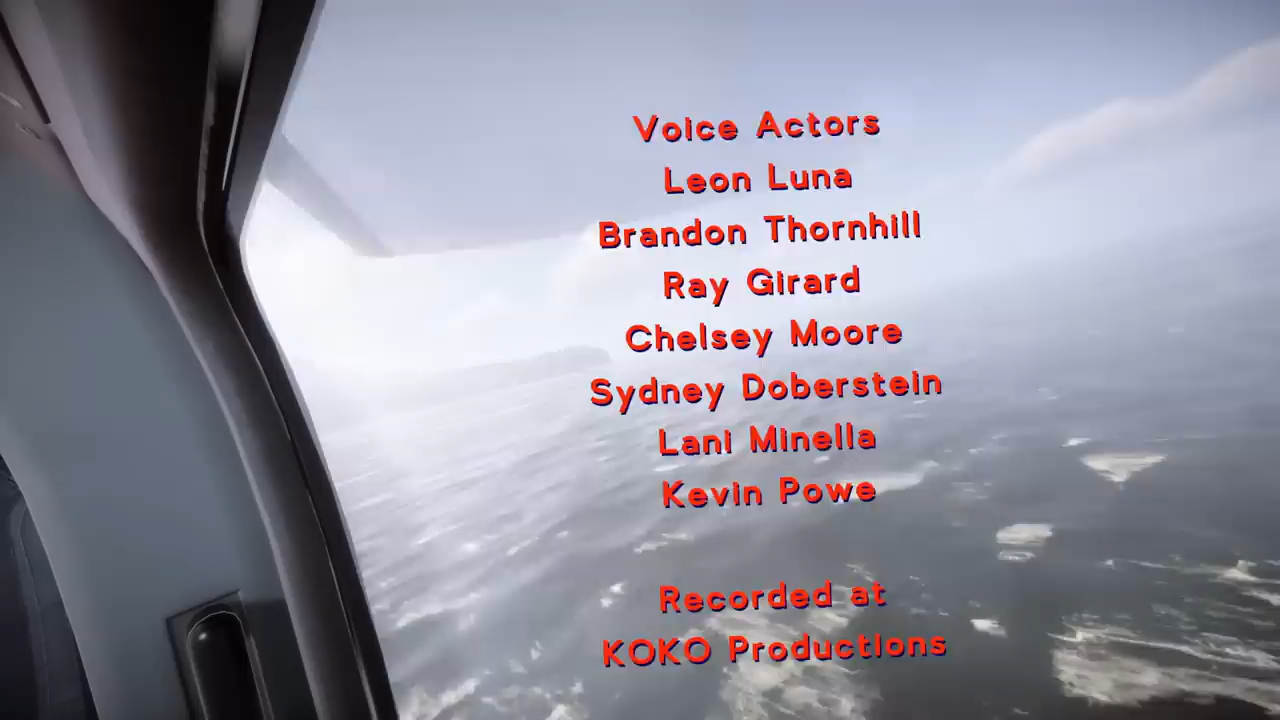 Voice Actors
Leon Luna
Brandon Thornhill
Ray Girard
Chelsey Moore
Sydney Doberstein
Lani Minella
Kevin Powe
Recorded at
KOKO Productions